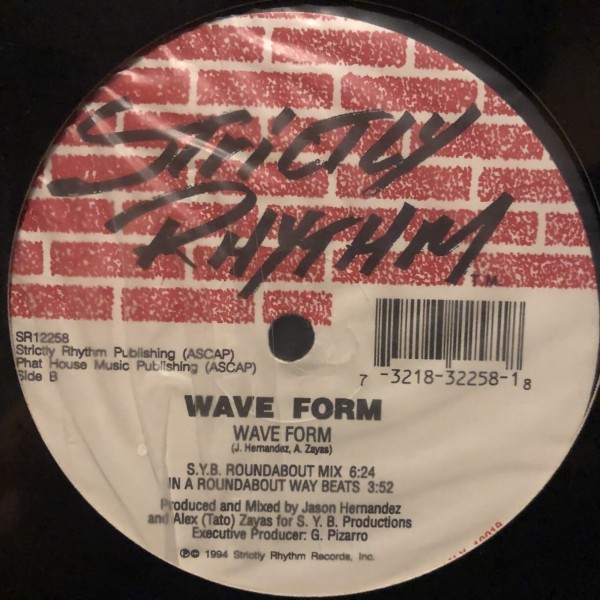 STRICTLY
RHYTHM
TM
SR12258
Strictly Rhythm Publishing (ASCAP)
Phat House Music Publishing (ASCAP)
Side B
7 -3218-32258-1 8
WAVE FORM
WAVE FORM
(J. Hernandez, A. Zayas)
S.Y.B. ROUNDABOUT MIX 6:24
IN A ROUNDABOUT WAY BEATS 3:52
Produced and Mixed by Jason Hernandez
and Alex (Tato) Zayas for S. Y. B. Productions
Executive Producer: G. Pizarro
℗© 1994 Strictly Rhythm Records, Inc.